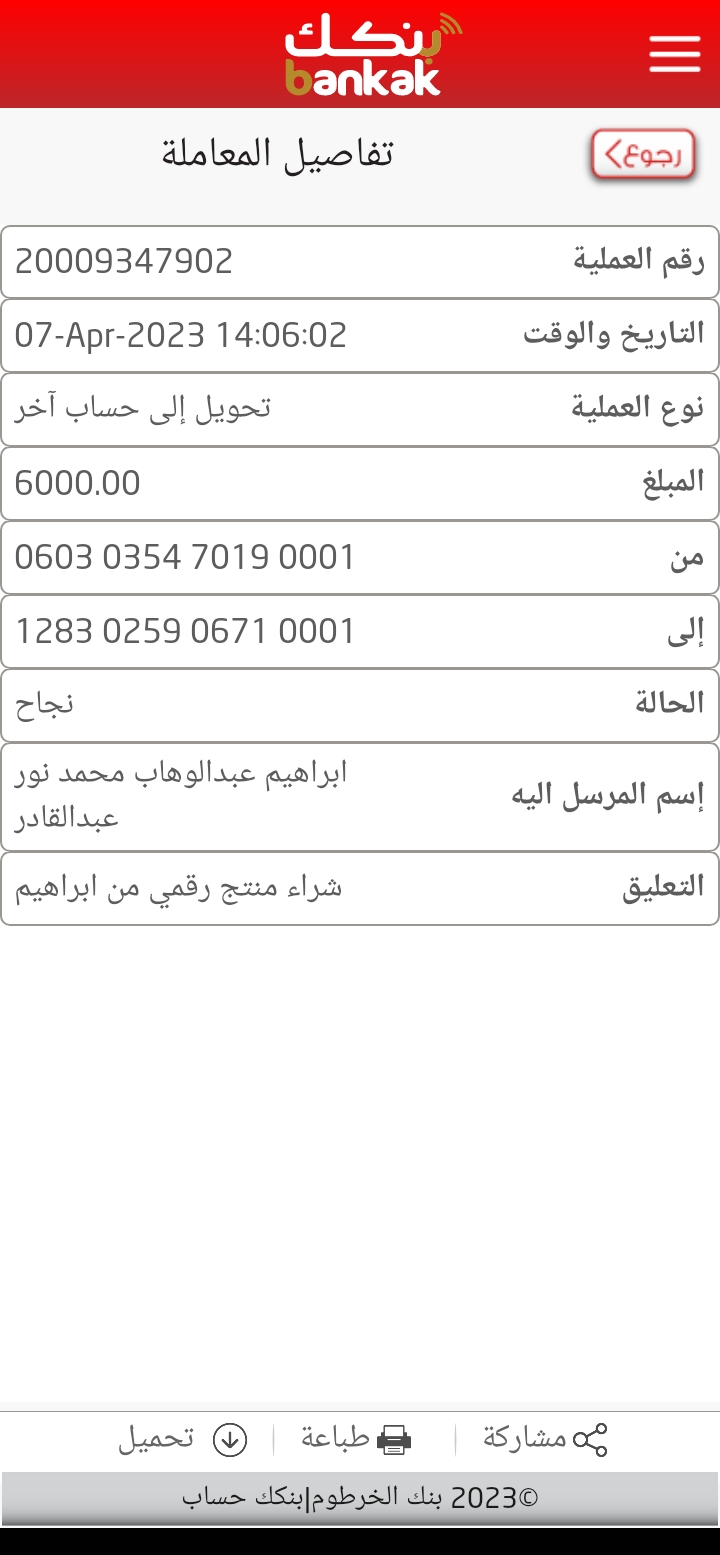 بنكك
bankak
رجوع
تفاصيل المعاملة
رقم العملية 20009347902
التاريخ والوقت 07-Apr-2023 14:06:02
نوع العملية تحويل إلى حساب آخر
المبلغ 6000.00
من 0603 0354 7019 0001
إلى 1283 0259 0671 0001
الحالة نجاح
إسم المرسل اليه ابراهيم عبدالوهاب محمد نور
عبدالقادر
التعليق شراء منتج رقمي من ابراهيم
مشاركة طباعة تحميل
©2023 بنك الخرطوم|بنكك حساب